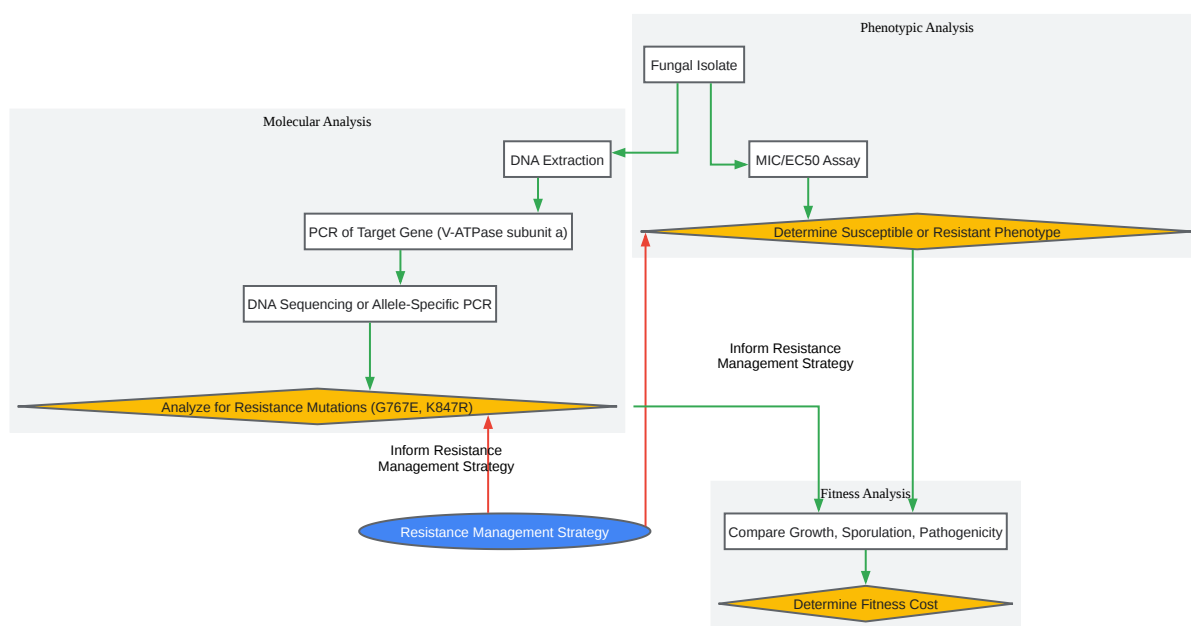 Phenotypic Analysis
Fungal Isolate
Molecular Analysis
DNA Extraction
MIC/EC50 Assay
PCR of Target Gene (V-ATPase subunit a)
Determine Susceptible or Resistant Phenotype
DNA Sequencing or Allele-Specific PCR
Inform Resistance
Management Strategy
Analyze for Resistance Mutations (G767E, K847R)
Inform Resistance
Management Strategy
Fitness Analysis
Resistance Management Strategy
Compare Growth, Sporulation, Pathogenicity
Determine Fitness Cost